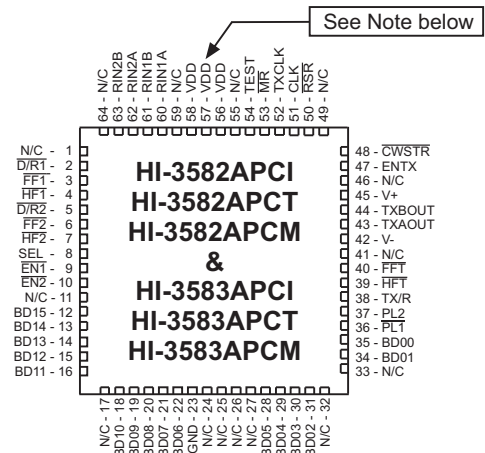 See Note below
64 - N/C
63 - RIN2B
62 - RIN2A
61 - RIN1B
60 - RIN1A
59 - N/C
58 - VDD
57 - VDD
56 - VDD
55 - N/C
54 - TEST
53 - MR
52 - TXCLK
51 - CLK
50 - RSR
49 - N/C
N/C - 1
D/R1 - 2
FF1 - 3
HF1 - 4
D/R2 - 5
FF2 - 6
HF2 - 7
SEL - 8
EN1 - 9
EN2 - 10
N/C - 11
BD15 - 12
BD14 - 13
BD13 - 14
BD12 - 15
BD11 - 16
HI-3582APCI
HI-3582APCT
HI-3582APCM
&
HI-3583APCI
HI-3583APCT
HI-3583APCM
48 - CWSTR
47 - ENTX
46 - N/C
45 - V+
44 - TXBOUT
43 - TXAOUT
42 - V-
41 - N/C
40 - FFT
39 - HFT
38 - TX/R
37 - PL2
36 - PL1
35 - BD00
34 - BD01
33 - N/C
N/C - 17
BD10 - 18
BD09 - 19
BD08 - 20
BD07 - 21
BD06 - 22
GND - 23
N/C - 24
N/C - 25
N/C - 26
N/C - 27
BD05 - 28
BD04 - 29
BD03 - 30
BD02 - 31
N/C - 32